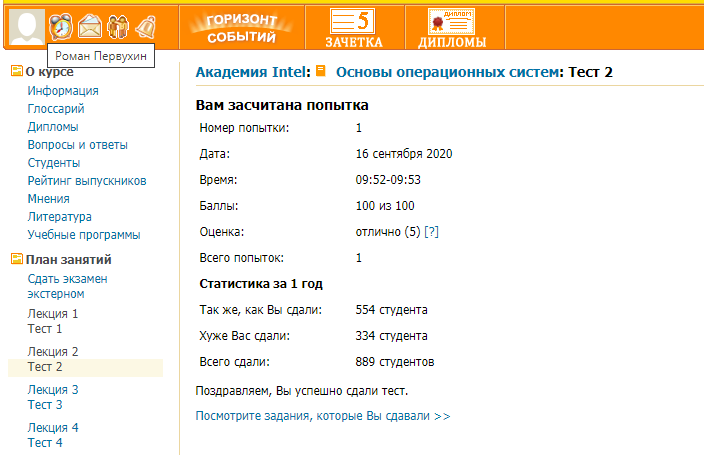 ГОРИЗОНТ
СОБЫТИЙ
5
ЗАЧЕТКА
ДИПЛОМ
ДИПЛОМЫ
Роман Первухин
О курсе
Информация
Глоссарий
Дипломы
Вопросы и ответы
Студенты
Рейтинг выпускников
Мнения
Литература
Учебные программы
План занятий
Сдать экзамен
экстерном
Лекция 1
Тест 1
Лекция 2
Тест 2
Лекция 3
Тест 3
Лекция 4
Тест 4
Академия Intel: Основы операционных систем: Тест 2
Вам засчитана попытка
Номер попытки: 1
Дата: 16 сентября 2020
Время: 09:52-09:53
Баллы: 100 из 100
Оценка: отлично (5) [?]
Всего попыток: 1
Статистика за 1 год
Так же, как Вы сдали: 554 студента
Хуже Вас сдали: 334 студента
Всего сдали: 889 студентов
Поздравляем, Вы успешно сдали тест.
Посмотрите задания, которые Вы сдавали >>